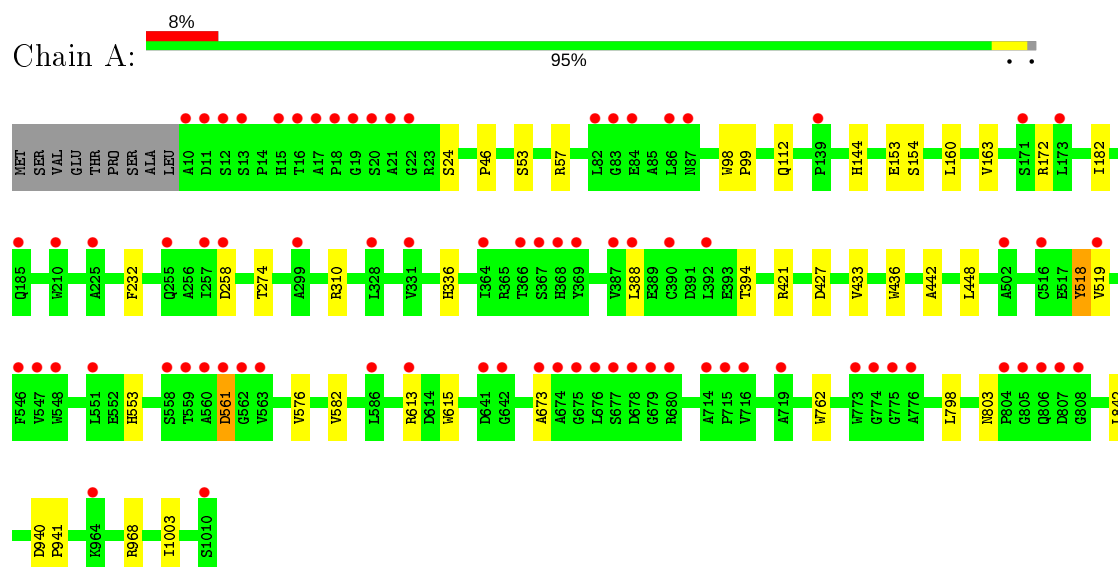 8%
Chain A:
95%
. .
MET SER VAL GLU THR PRO SER ALA LEU A10 D11 S12 S13 P14 H15 T16 A17 P18 G19 S20 A21 G22 R23 S24 P46 S53 R57 L82 G83 E84 A85 L86 N87 W98 P99 Q112 P139 H144 E153 S154 L160 V163 S171 R172 L173 I182
Q185 W210 A225 F232 Q255 A256 I257 D258 T274 A299 R310 L328 V331 H336 I364 R365 T366 S367 H368 Y369 V387 L388 E389 C390 D391 L392 E393 T394 R421 D427 V433 W436 A442 L448 A502 C516 E517 Y518 V519
F546 V547 W548 L551 E552 H553 S558 T559 A560 D561 G562 V563 V576 V582 L586 R613 D614 W615 D641 G642 A673 A674 G675 L676 S677 D678 G679 R680 A714 P715 V716 A719 W762 W773 G774 G775 A776 L798 N803 P804 G805 Q806 D807 G808
D940 P941 K964 R968 I1003 S1010